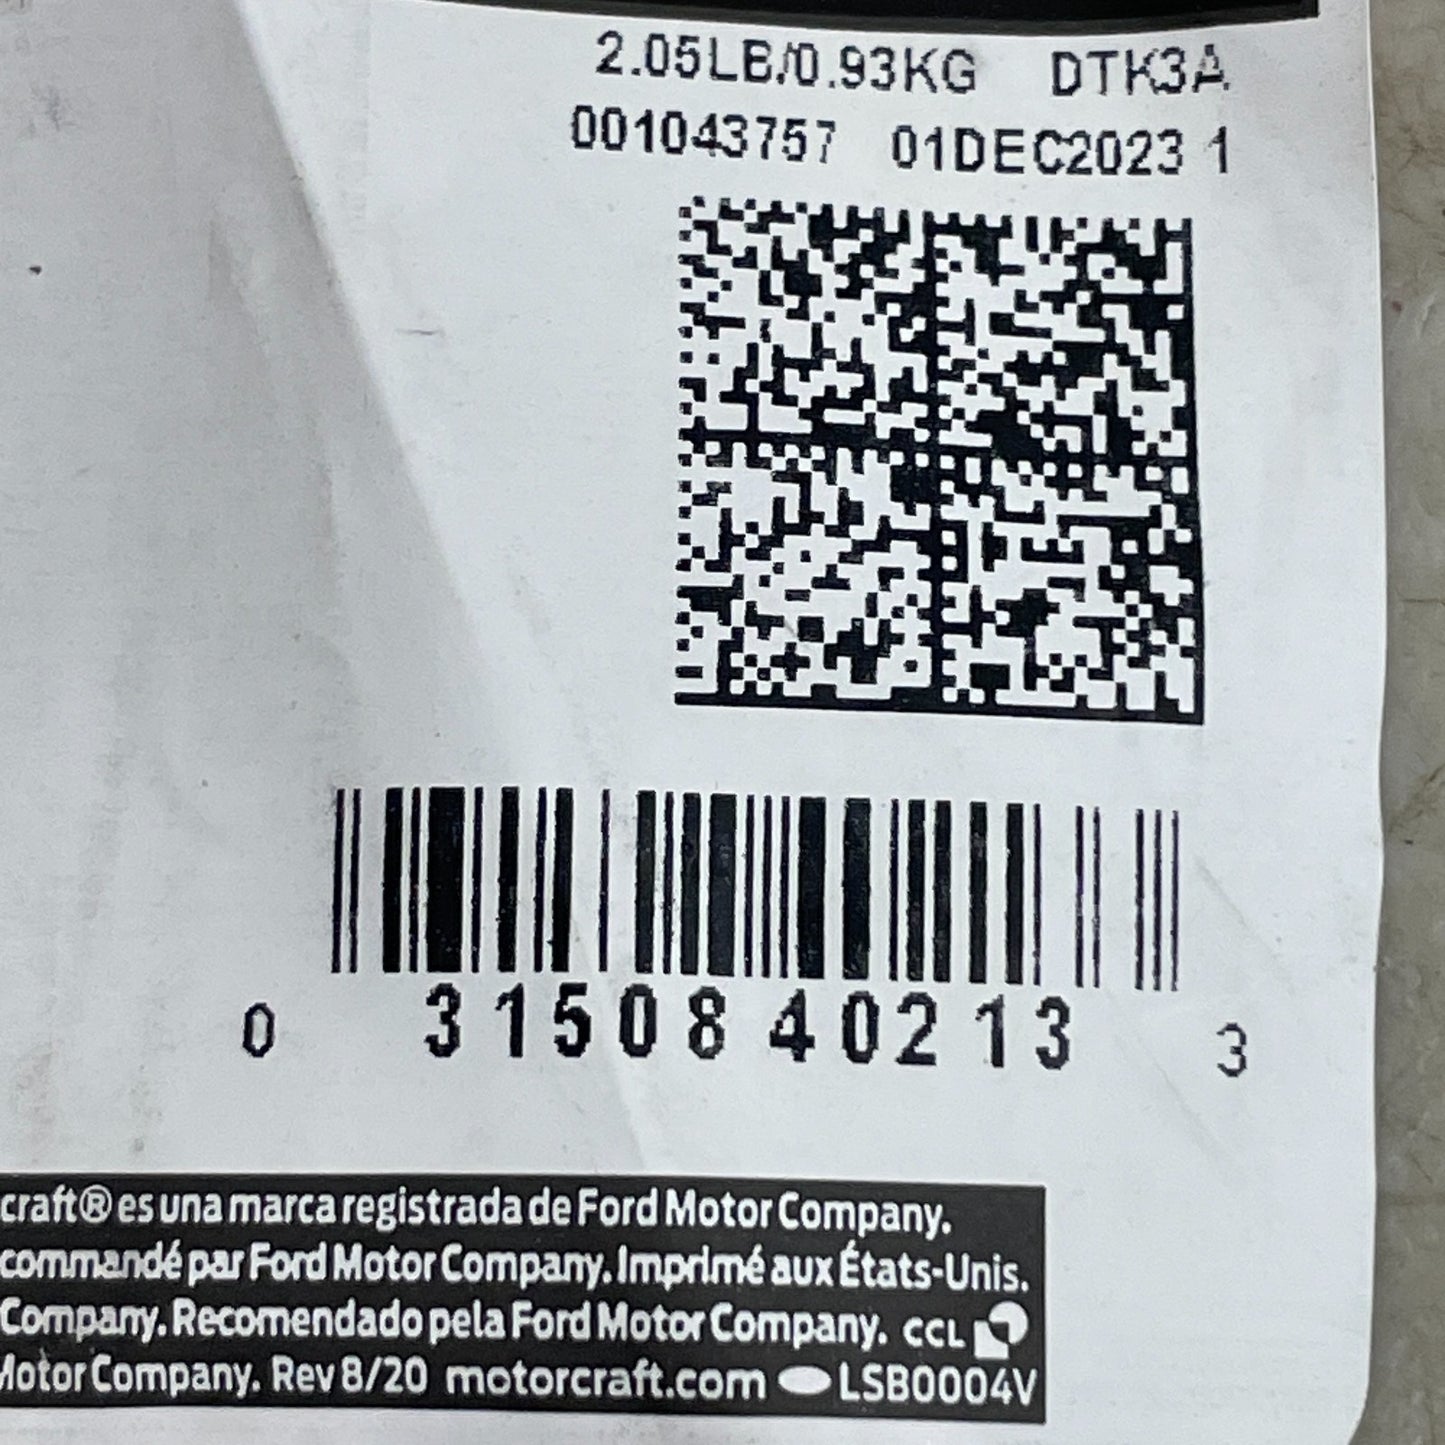 2.05LB/0.93KG DTK3A
001043757 01DEC2023 1
0 31508 40213 3
craft® es una marca registrada de Ford Motor Company.
commandé par Ford Motor Company. Imprimé aux États-Unis.
Company. Recomendado pela Ford Motor Company. CCL
Motor Company. Rev 8/20 motorcraft.com LSB0004V